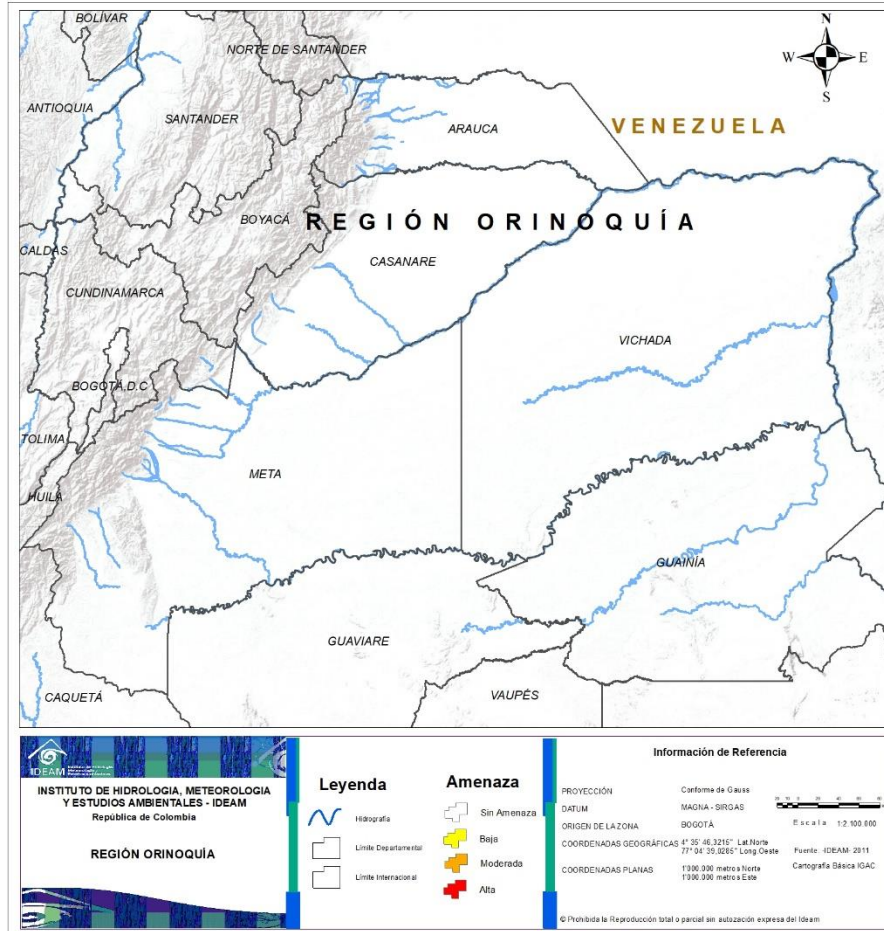 BOLÍVAR
N
NORTE DE SANTANDER
W E
S
ANTIOQUIA
SANTANDER
ARAUCA
VENEZUELA
BOYACÁ
REGIÓN ORINOQUÍA
CALDAS
CASANARE
CUNDINAMARCA
VICHADA
BOGOTÁ, D.C
TOLIMA
META
HUILA
GUAINÍA
GUAVIARE
CAQUETÁ
VAUPÉS
IDEAM
INSTITUTO DE HIDROLOGIA, METEOROLOGIA
Y ESTUDIOS AMBIENTALES - IDEAM
República de Colombia
REGIÓN ORINOQUÌA
Leyenda
Hidrografía
Límite Departamental
Límite Internacional
Amenaza
Sin Amenaza
Baja
Moderada
Alta
Información de Referencia
PROYECCIÓN Conforme de Gauss
DATUM MAGNA - SIRGAS
ORIGEN DE LA ZONA BOGOTÁ
COORDENADAS GEOGRÁFICAS 4° 35' 46,3215" Lat.Norte
77° 04' 39,0285" Long.Oeste
COORDENADAS PLANAS 1'000.000 metros Norte
1'000.000 metros Este
Escala 1:2.100.000
Fuente: -IDEAM- 2011
Cartografía Básica IGAC
© Prohibida la Reproducción total o parcial sin autozación expresa del Ideam